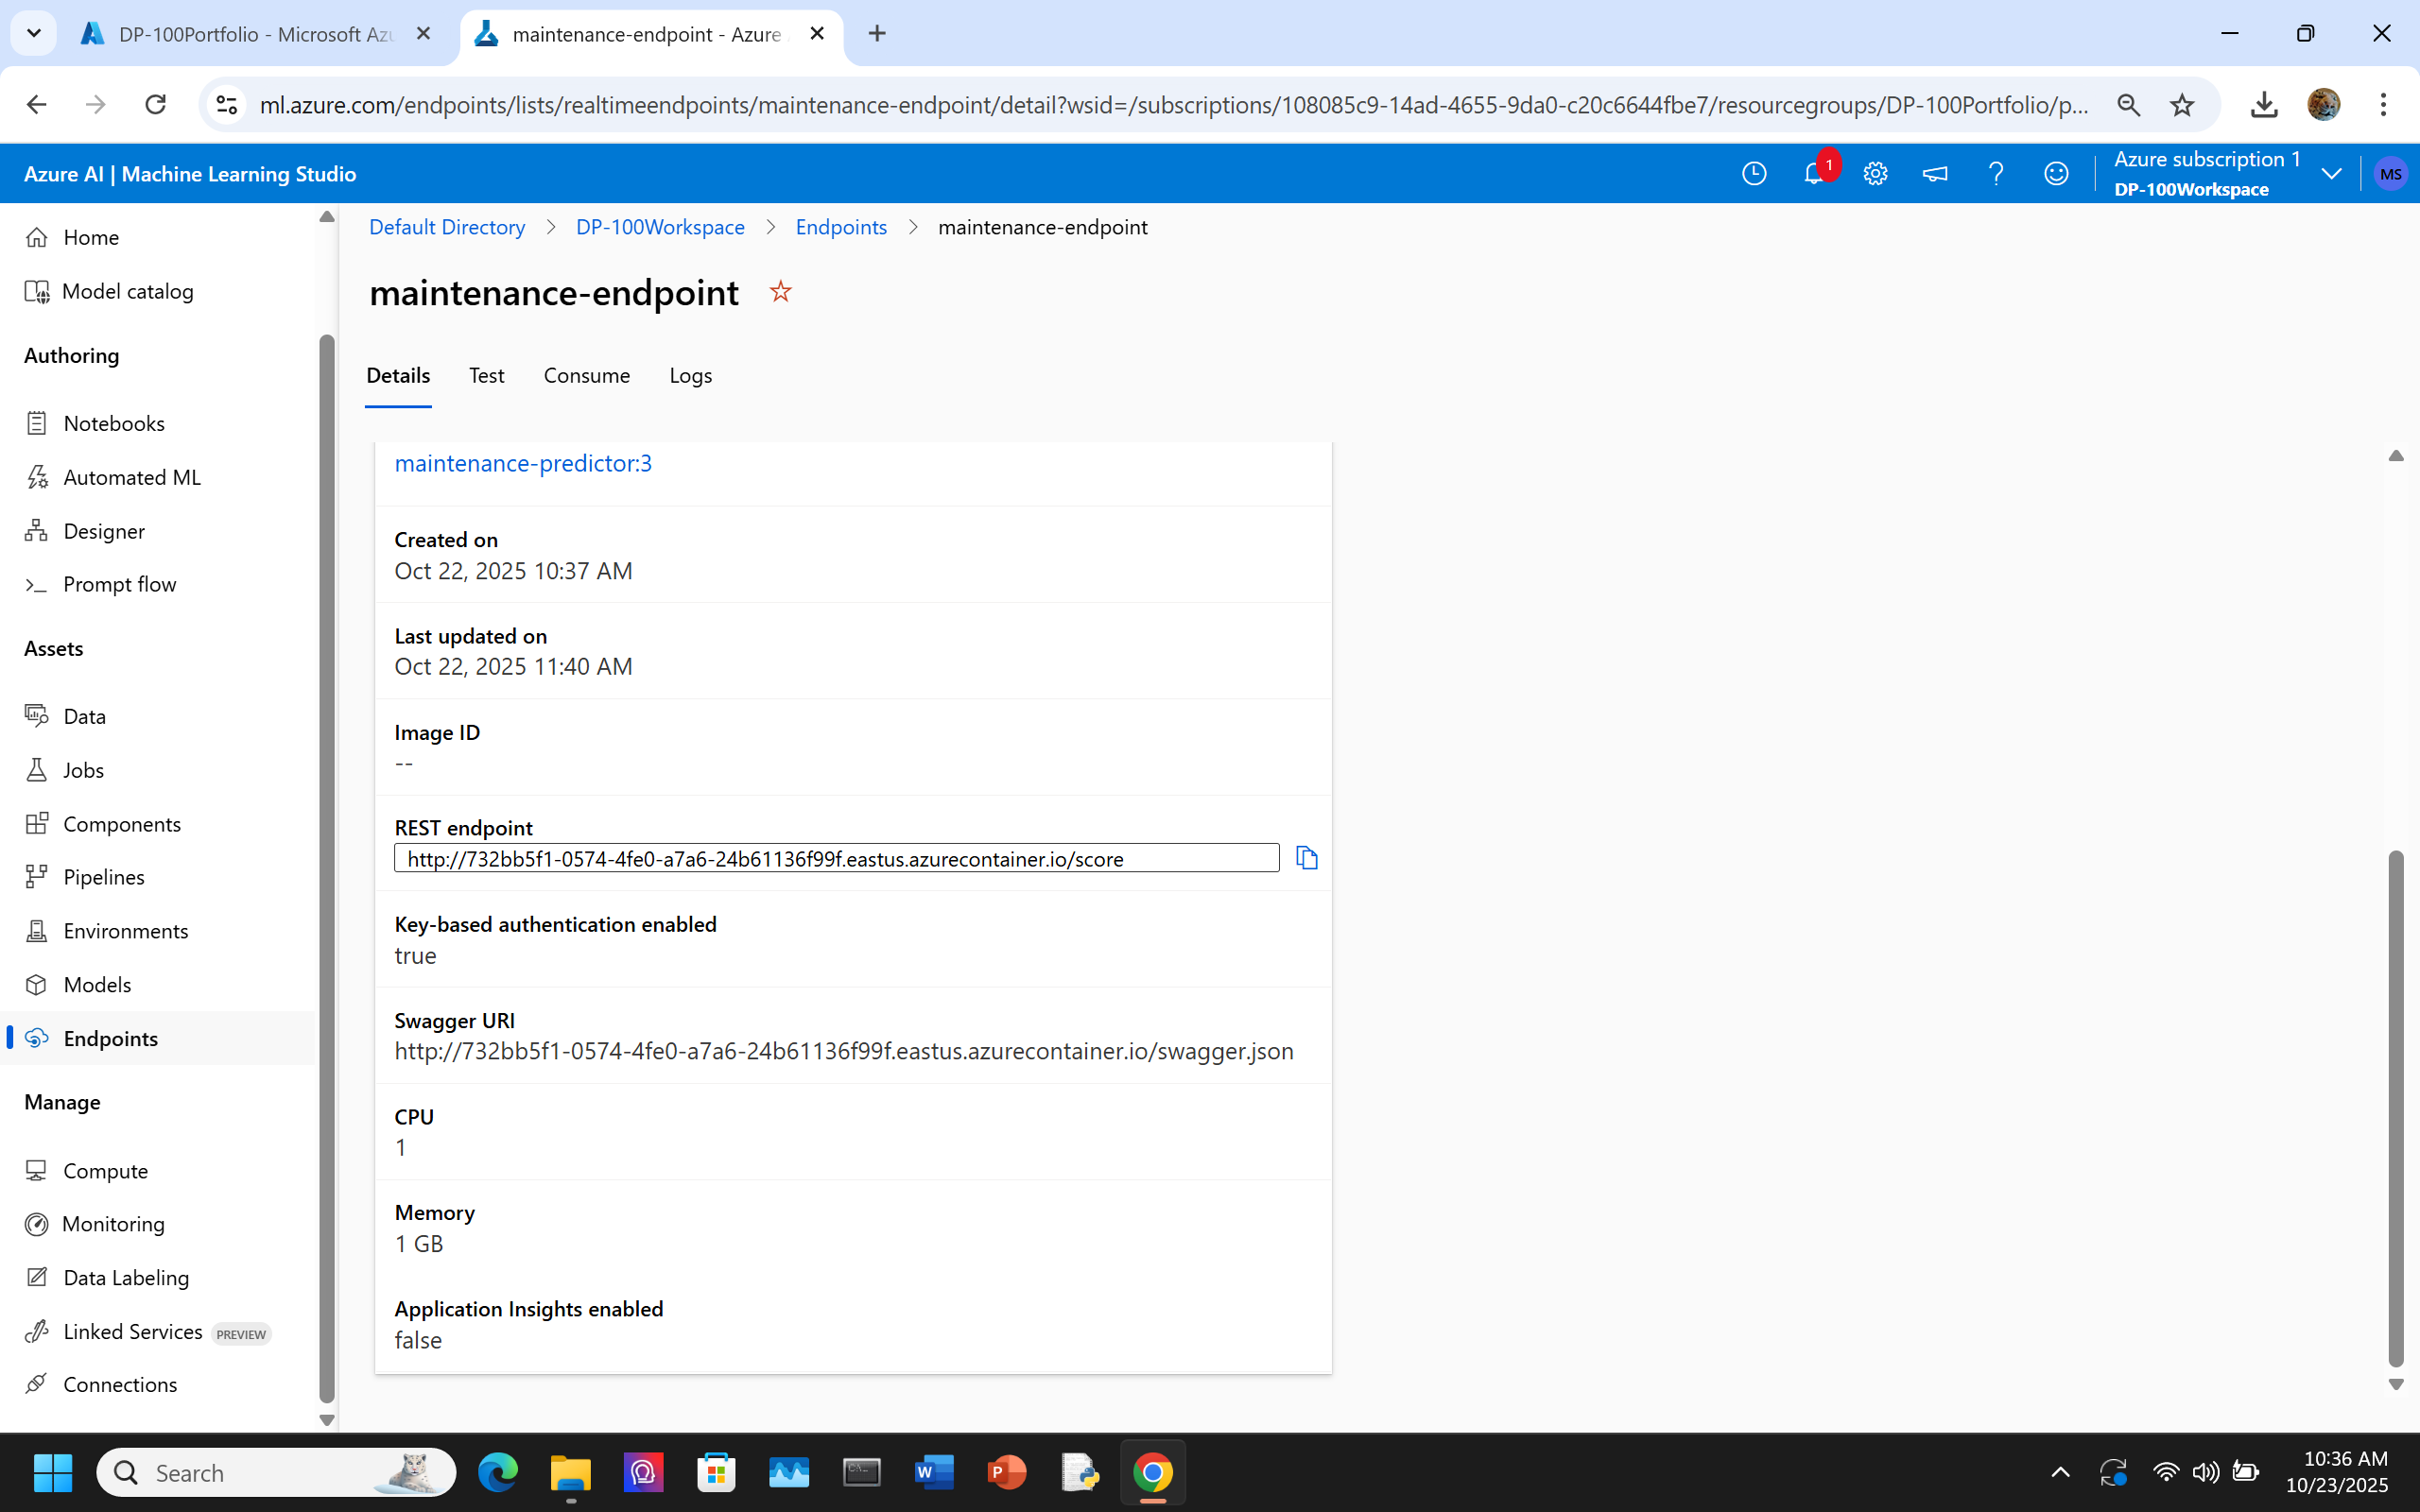 DP-100Portfolio - Microsoft Azu
maintenance-endpoint - Azure
ml.azure.com/endpoints/lists/realtimeendpoints/maintenance-endpoint/detail?wsid=/subscriptions/108085c9-14ad-4655-9da0-c20c6644fbe7/resourcegroups/DP-100Portfolio/p...
Azure AI | Machine Learning Studio
1
Azure subscription 1
DP-100Workspace
MS
Home
Model catalog
Authoring
Notebooks
Automated ML
Designer
Prompt flow
Assets
Data
Jobs
Components
Pipelines
Environments
Models
Endpoints
Manage
Compute
Monitoring
Data Labeling
Linked Services PREVIEW
Connections
Default Directory > DP-100Workspace > Endpoints > maintenance-endpoint
maintenance-endpoint
Details Test Consume Logs
maintenance-predictor:3
Created on
Oct 22, 2025 10:37 AM
Last updated on
Oct 22, 2025 11:40 AM
Image ID
--
REST endpoint
http://732bb5f1-0574-4fe0-a7a6-24b61136f99f.eastus.azurecontainer.io/score
Key-based authentication enabled
true
Swagger URI
http://732bb5f1-0574-4fe0-a7a6-24b61136f99f.eastus.azurecontainer.io/swagger.json
CPU
1
Memory
1 GB
Application Insights enabled
false
Search
10:36 AM
10/23/2025